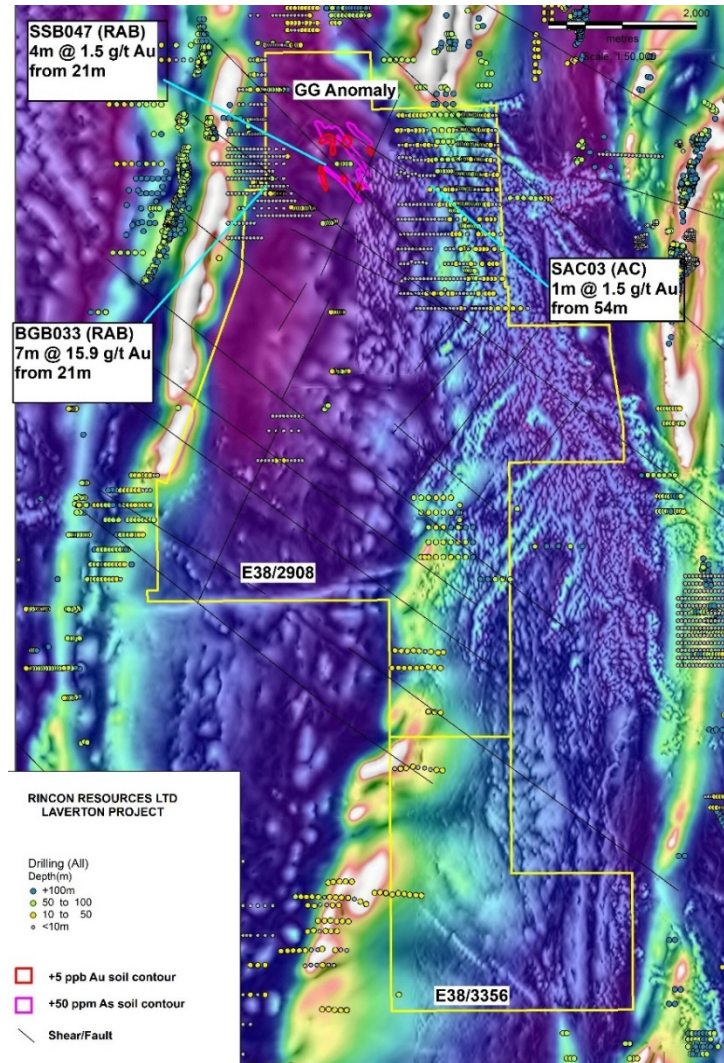 SSB047 (RAB)
4m @ 1.5 g/t Au
from 21m
2,000
metres
Scale, 1:50,000
GG Anomaly
SAC03 (AC)
1m @ 1.5 g/t Au
from 54m
BGB033 (RAB)
7m @ 15.9 g/t Au
from 21m
E38/2908
RINCON RESOURCES LTD
LAVERTON PROJECT
Drilling (All)
Depth(m)
+100m
50 to 100
10 to 50
<10m
+5 ppb Au soil contour
+50 ppm As soil contour
Shear/Fault
E38/3356